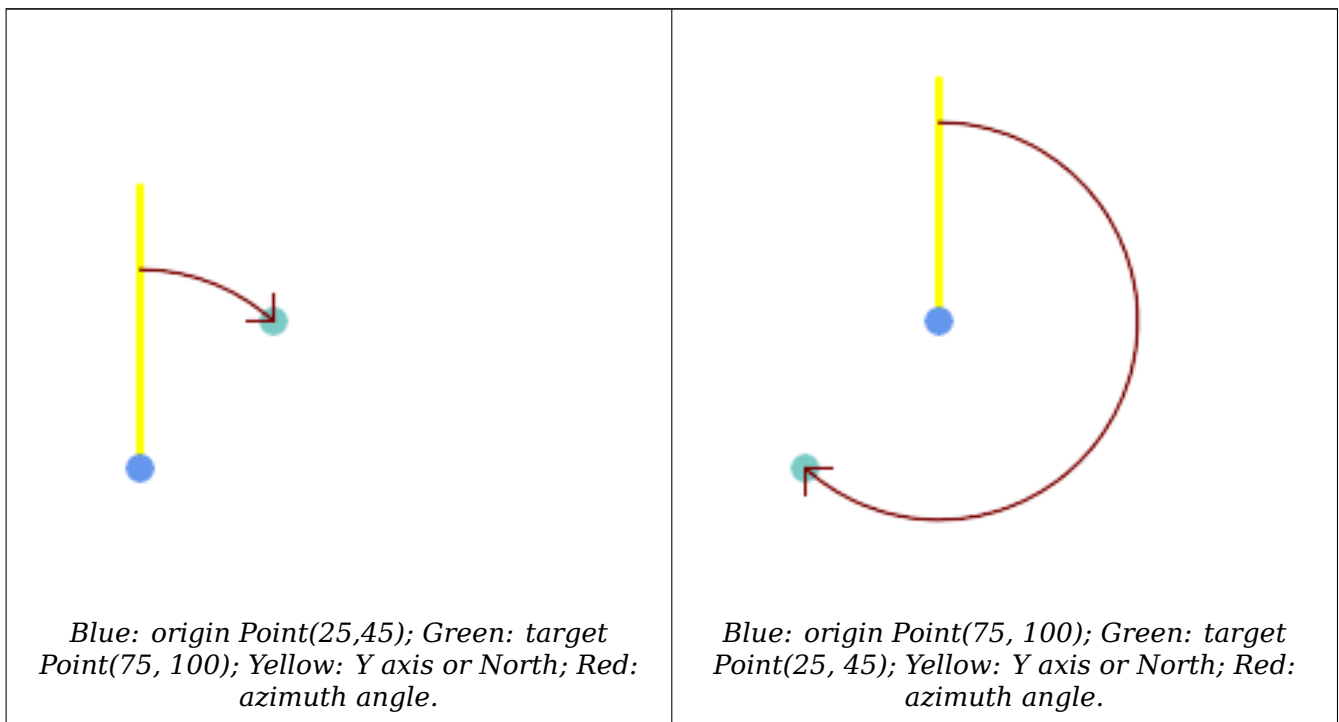 Blue: origin Point(25,45); Green: target
Point(75, 100); Yellow: Y axis or North; Red:
azimuth angle.
Blue: origin Point(75, 100); Green: target
Point(25, 45); Yellow: Y axis or North; Red:
azimuth angle.